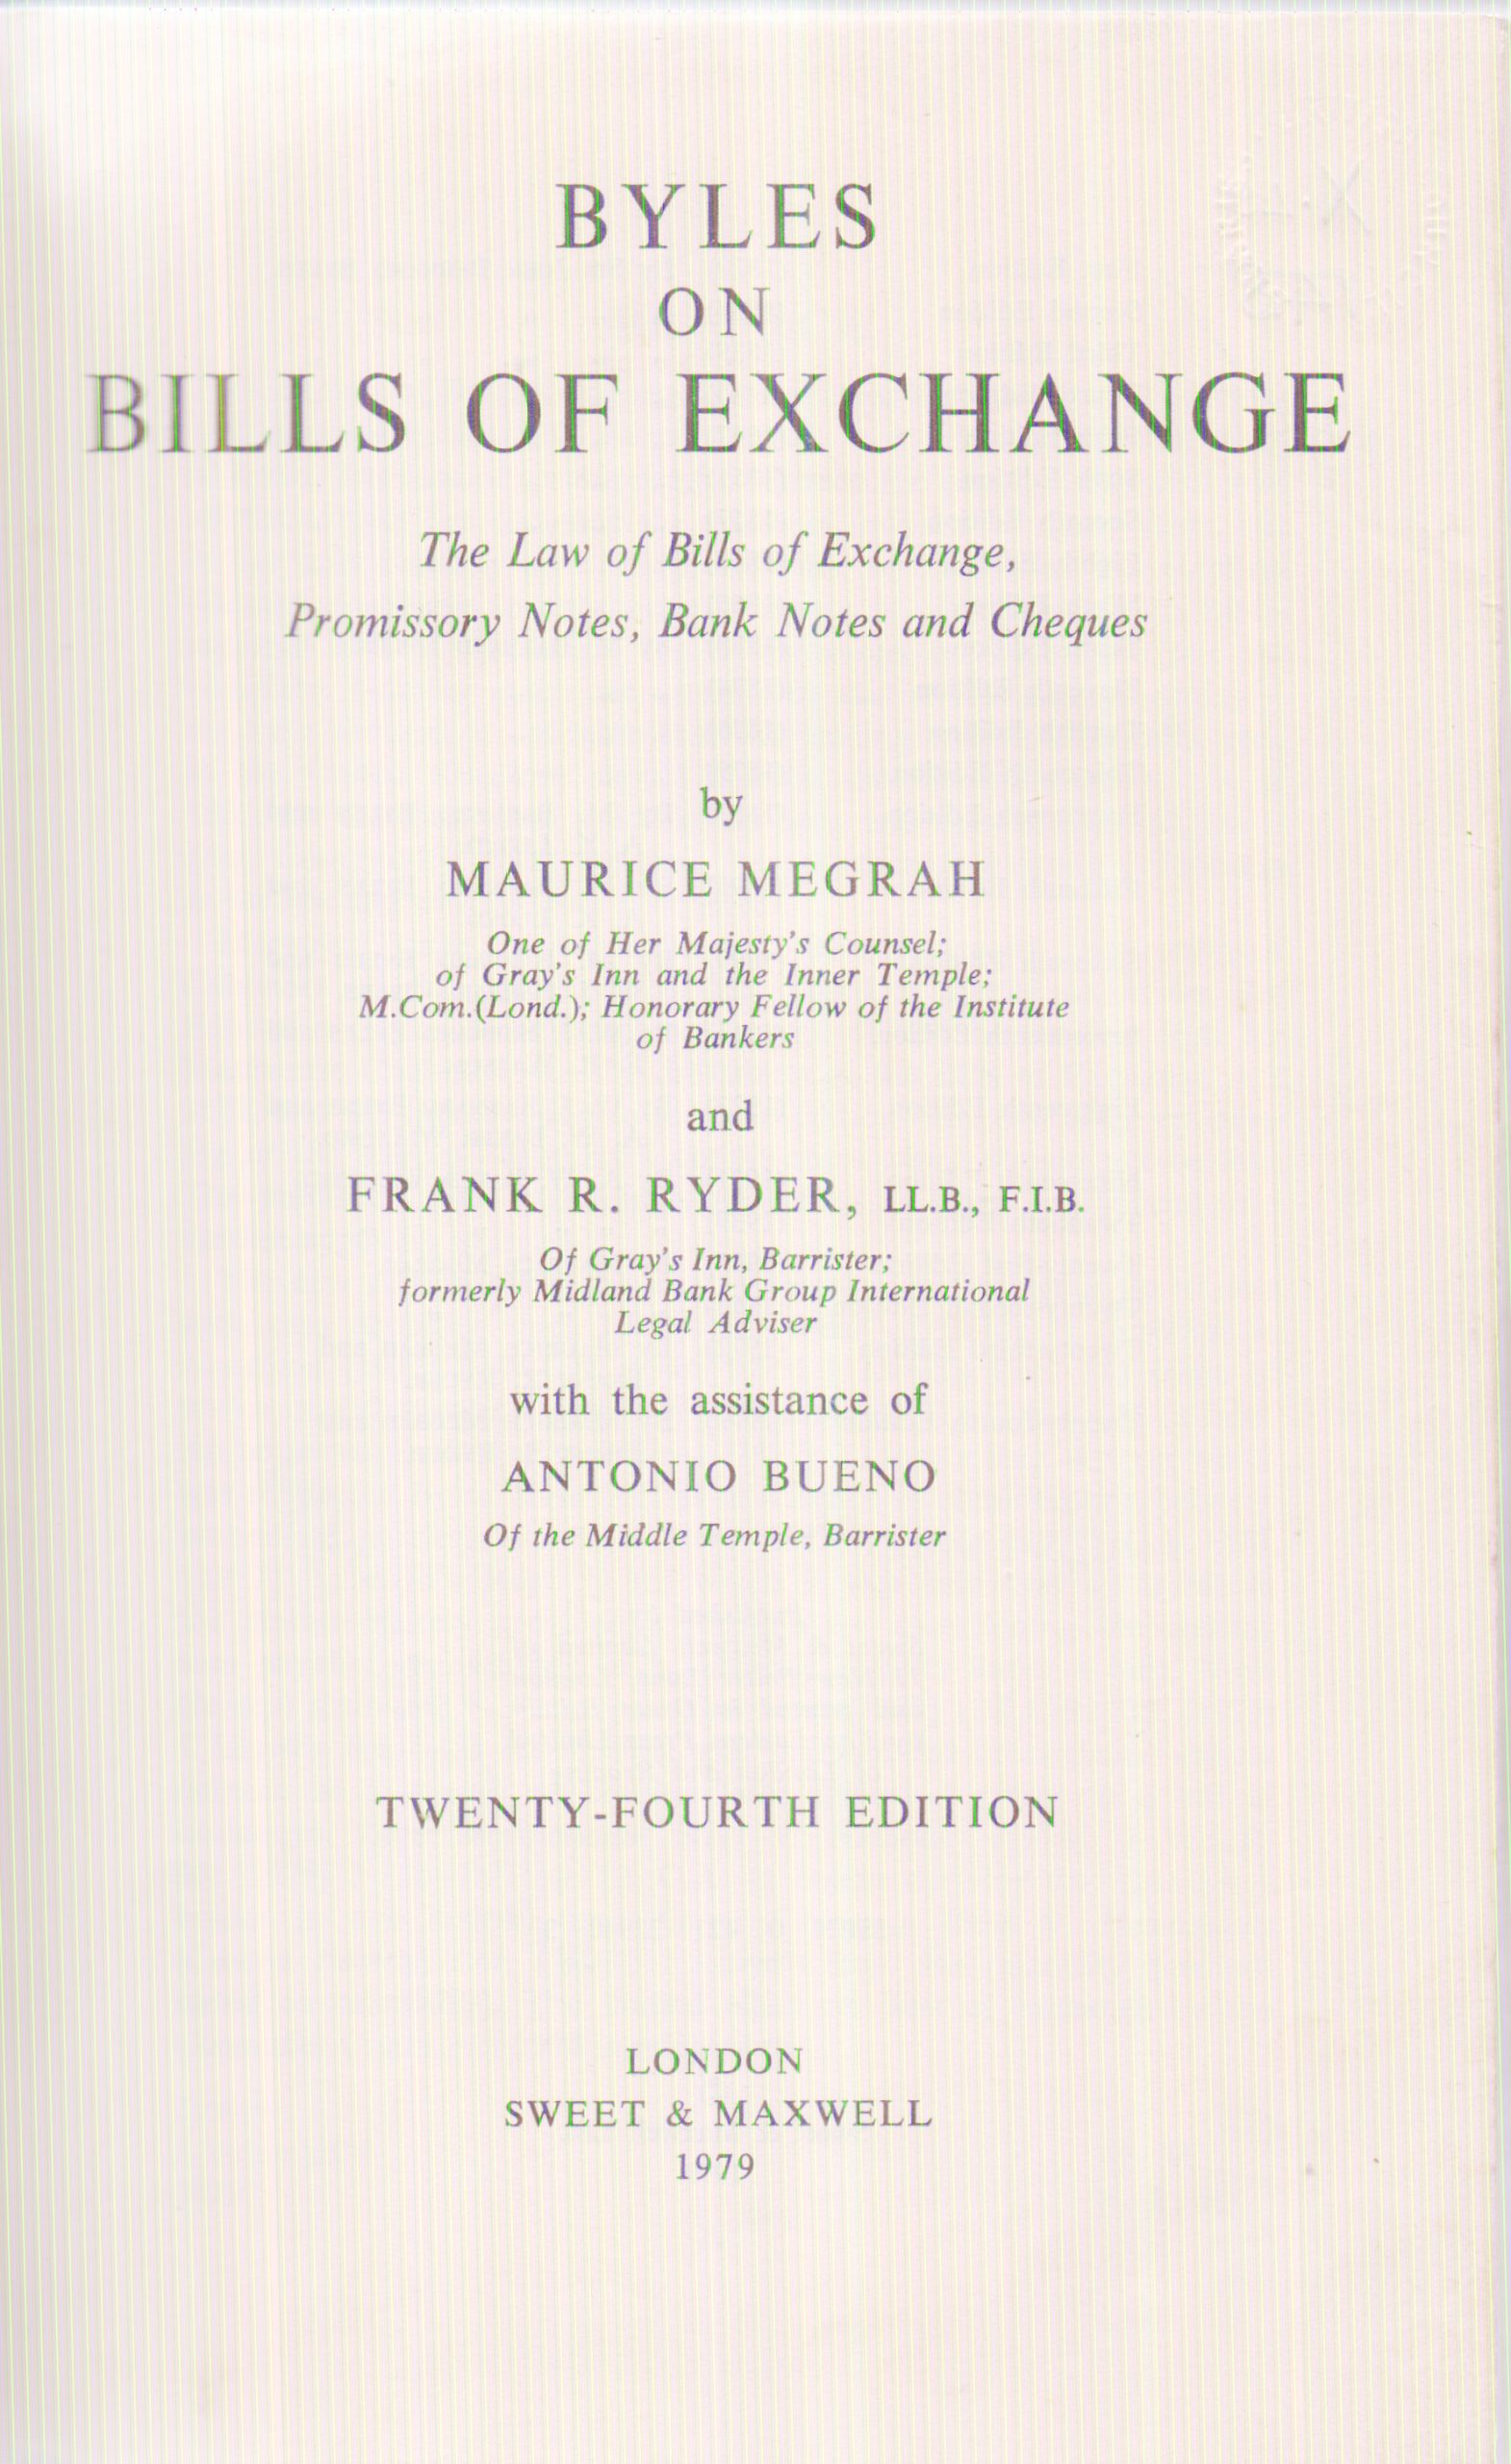 BYLES
ON
BILLS OF EXCHANGE
The Law of Bills of Exchange,
Promissory Notes, Bank Notes and Cheques
by
MAURICE MEGRAH
One of Her Majesty's Counsel;
of Gray's Inn and the Inner Temple;
M.Com.(Lond.); Honorary Fellow of the Institute
of Bankers
and
FRANK R. RYDER, LL.B., F.I.B.
Of Gray's Inn, Barrister;
formerly Midland Bank Group International
Legal Adviser
with the assistance of
ANTONIO BUENO
Of the Middle Temple, Barrister
TWENTY-FOURTH EDITION
LONDON
SWEET & MAXWELL
1979